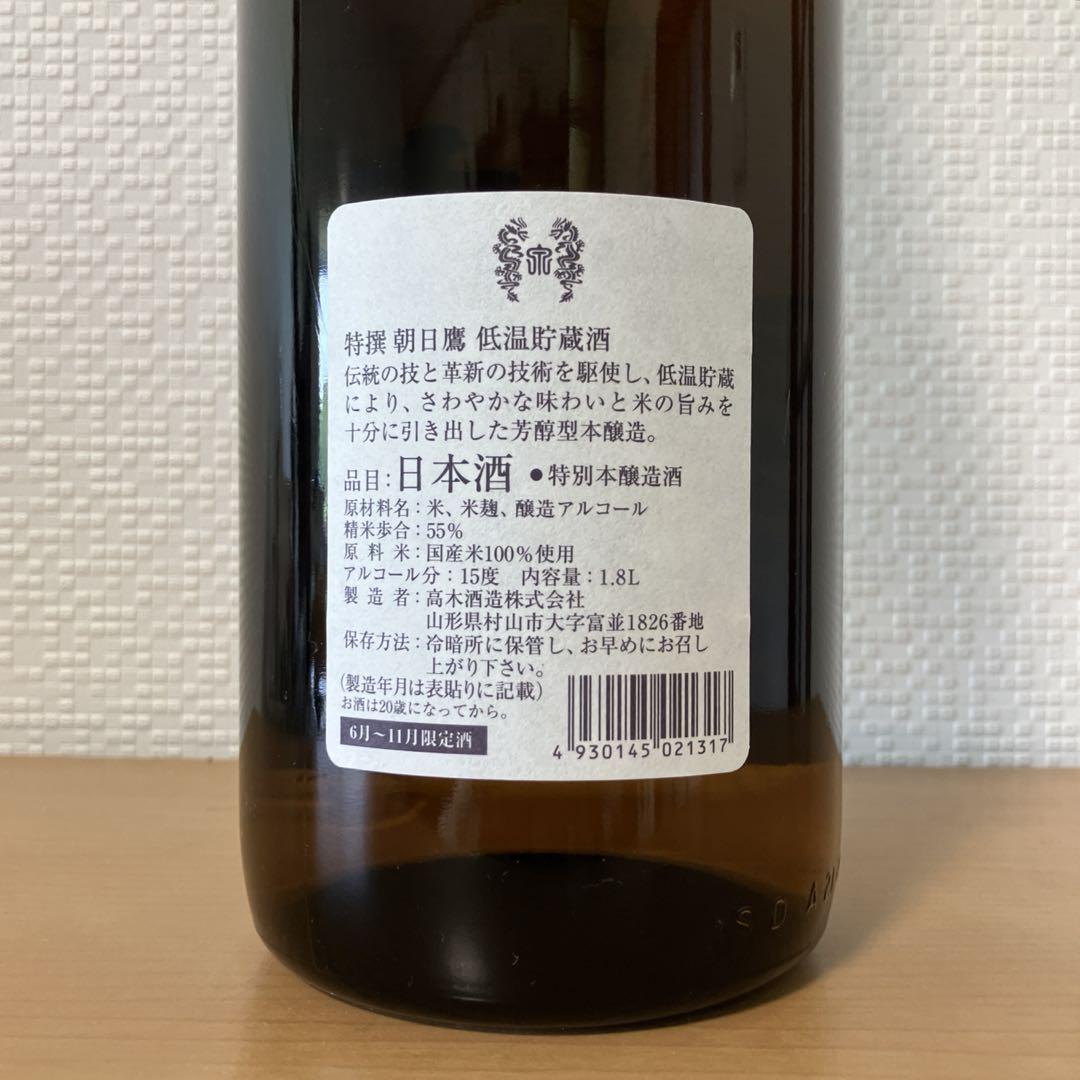 特撰 朝日鷹 低温貯蔵酒
伝統の技と革新の技術を駆使し、低温貯蔵
により、さわやかな味わいと米の旨みを
十分に引き出した芳醇型本醸造。
品目：日本酒 ●特別本醸造酒
原材料名：米、米麹、醸造アルコール
精米歩合：55％
原料米：国産米100％使用
アルコール分：15度 内容量：1.8L
製造者：高木酒造株式会社
山形県村山市大字富並1826番地
保存方法：冷暗所に保管し、お早めにお召し
上がり下さい。
(製造年月は表貼りに記載)
お酒は20歳になってから。
6月〜11月限定酒
4 930145 021317